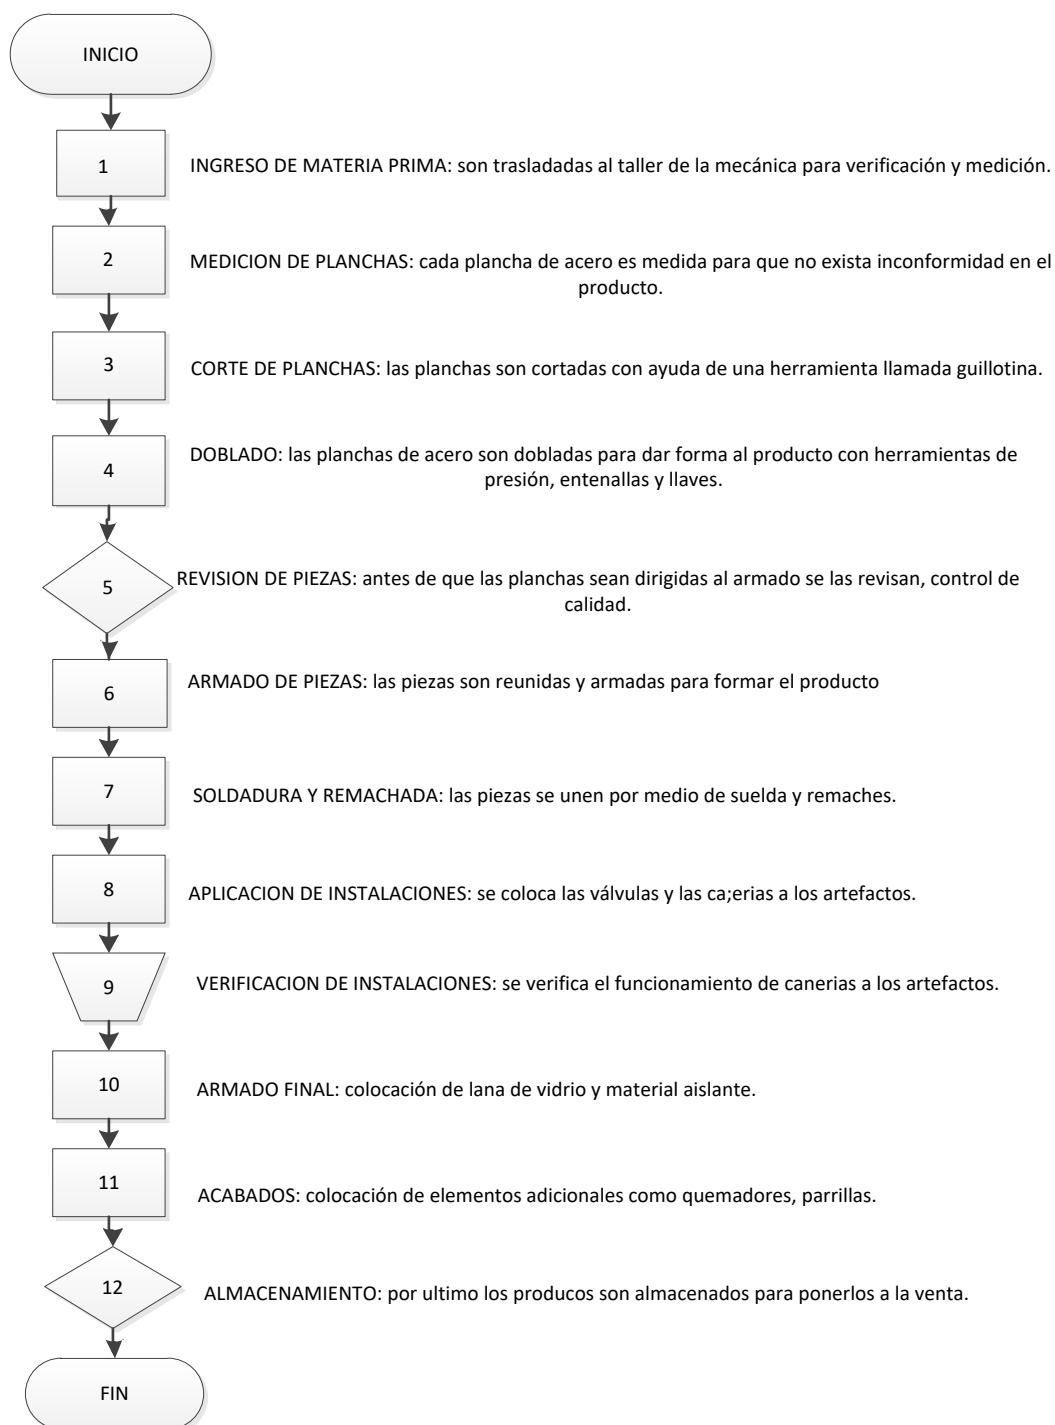 INICIO
1
INGRESO DE MATERIA PRIMA: son trasladadas al taller de la mecánica para verificación y medición.
2
MEDICION DE PLANCHAS: cada plancha de acero es medida para que no exista inconformidad en el
producto.
3
CORTE DE PLANCHAS: las planchas son cortadas con ayuda de una herramienta llamada guillotina.
4
DOBLADO: las planchas de acero son dobladas para dar forma al producto con herramientas de
presión, entenallas y llaves.
5
REVISION DE PIEZAS: antes de que las planchas sean dirigidas al armado se las revisan, control de
calidad.
6
ARMADO DE PIEZAS: las piezas son reunidas y armadas para formar el producto
7
SOLDADURA Y REMACHADA: las piezas se unen por medio de suelda y remaches.
8
APLICACION DE INSTALACIONES: se coloca las válvulas y las ca;erias a los artefactos.
9
VERIFICACION DE INSTALACIONES: se verifica el funcionamiento de canerias a los artefactos.
10
ARMADO FINAL: colocación de lana de vidrio y material aislante.
11
ACABADOS: colocación de elementos adicionales como quemadores, parrillas.
12
ALMACENAMIENTO: por ultimo los producos son almacenados para ponerlos a la venta.
FIN